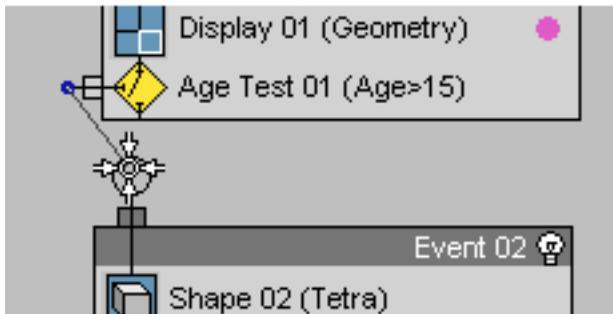 Display 01 (Geometry)
Age Test 01 (Age>15)
Event 02
Shape 02 (Tetra)